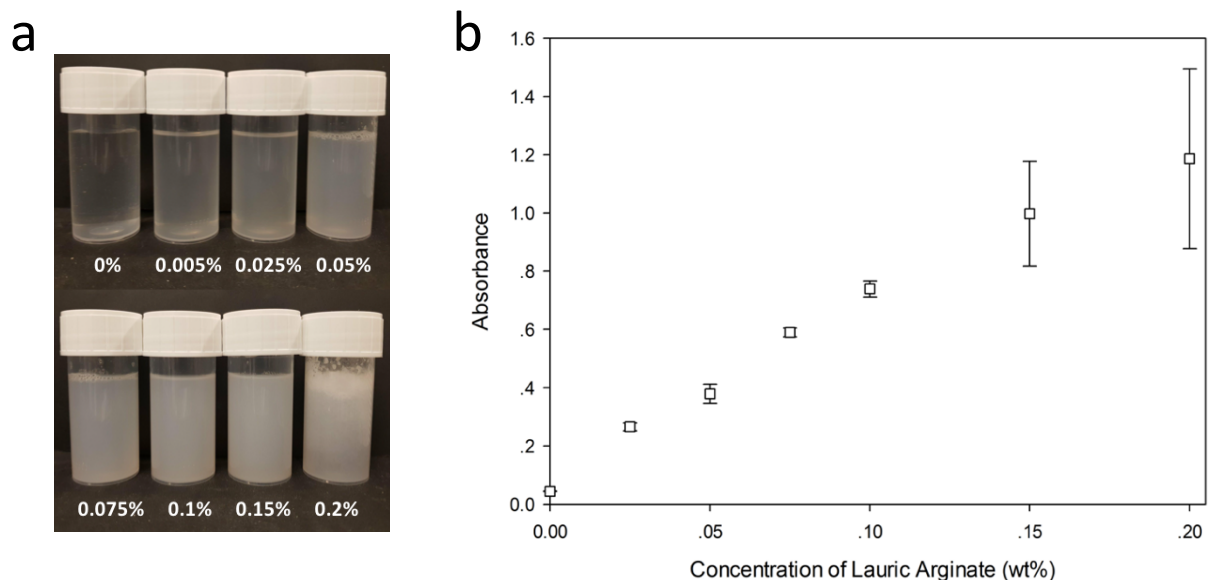 a
0% 0.005% 0.025% 0.05%
0.075% 0.1% 0.15% 0.2%
b
1.6
1.4
1.2
1.0
.8
.6
.4
.2
0.0
Absorbance
0.00 .05 .10 .15 .20
Concentration of Lauric Arginate (wt%)